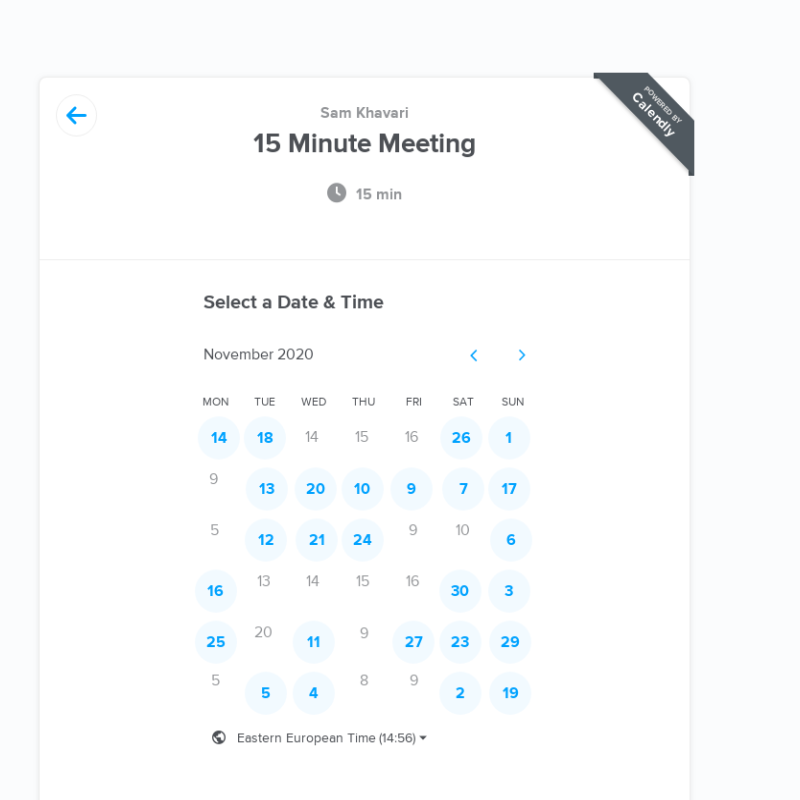 Sam Khavari
15 Minute Meeting
15 min
POWERED BY
Calendly
Select a Date & Time
November 2020
MON TUE WED THU FRI SAT SUN
14 18 14 15 16 26 1
9 13 20 10 9 7 17
5 12 21 24 9 10 6
16 13 14 15 16 30 3
25 20 11 9 27 23 29
5 5 4 8 9 2 19
Eastern European Time (14:56)